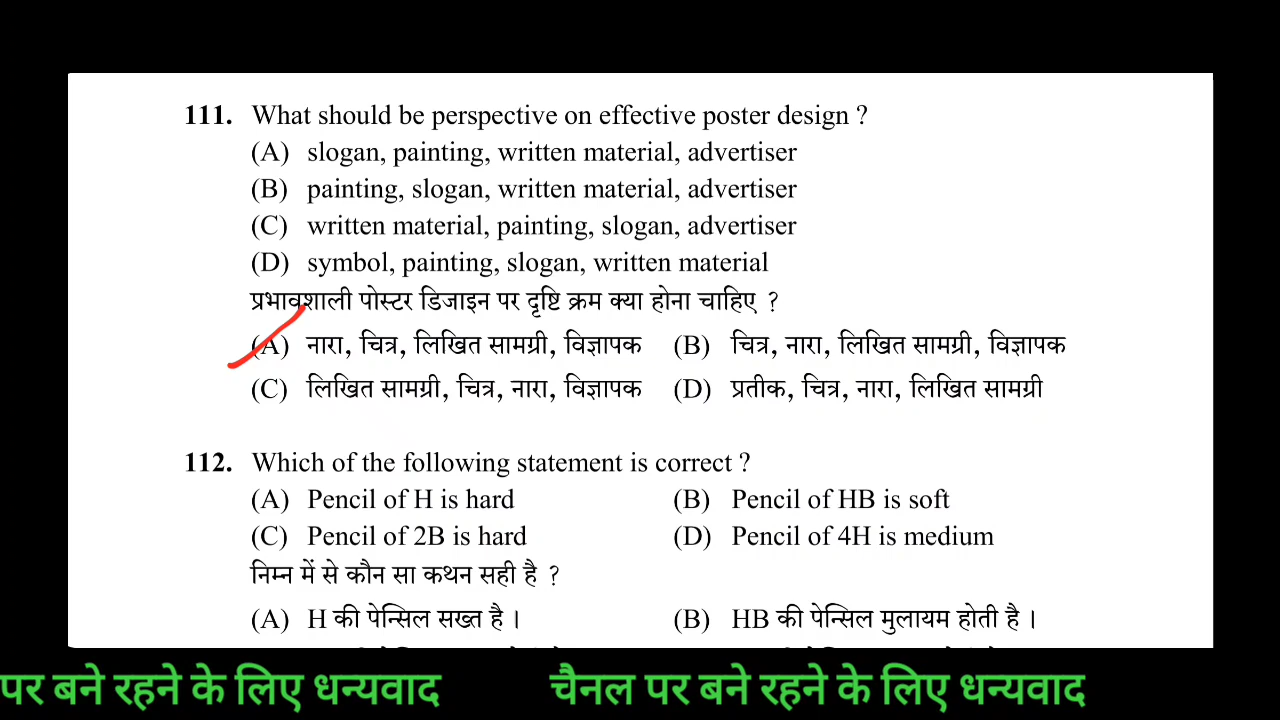 111. What should be perspective on effective poster design ?
(A) slogan, painting, written material, advertiser
(B) painting, slogan, written material, advertiser
(C) written material, painting, slogan, advertiser
(D) symbol, painting, slogan, written material
प्रभावशाली पोस्टर डिजाइन पर दृष्टि क्रम क्या होना चाहिए ?
(A) नारा, चित्र, लिखित सामग्री, विज्ञापक (B) चित्र, नारा, लिखित सामग्री, विज्ञापक
(C) लिखित सामग्री, चित्र, नारा, विज्ञापक (D) प्रतीक, चित्र, नारा, लिखित सामग्री
112. Which of the following statement is correct ?
(A) Pencil of H is hard (B) Pencil of HB is soft
(C) Pencil of 2B is hard (D) Pencil of 4H is medium
निम्न में से कौन सा कथन सही है ?
(A) H की पेन्सिल सख्त है । (B) HB की पेन्सिल मुलायम होती है ।
पर बने रहने के लिए धन्यवाद चैनल पर बने रहने के लिए धन्यवाद